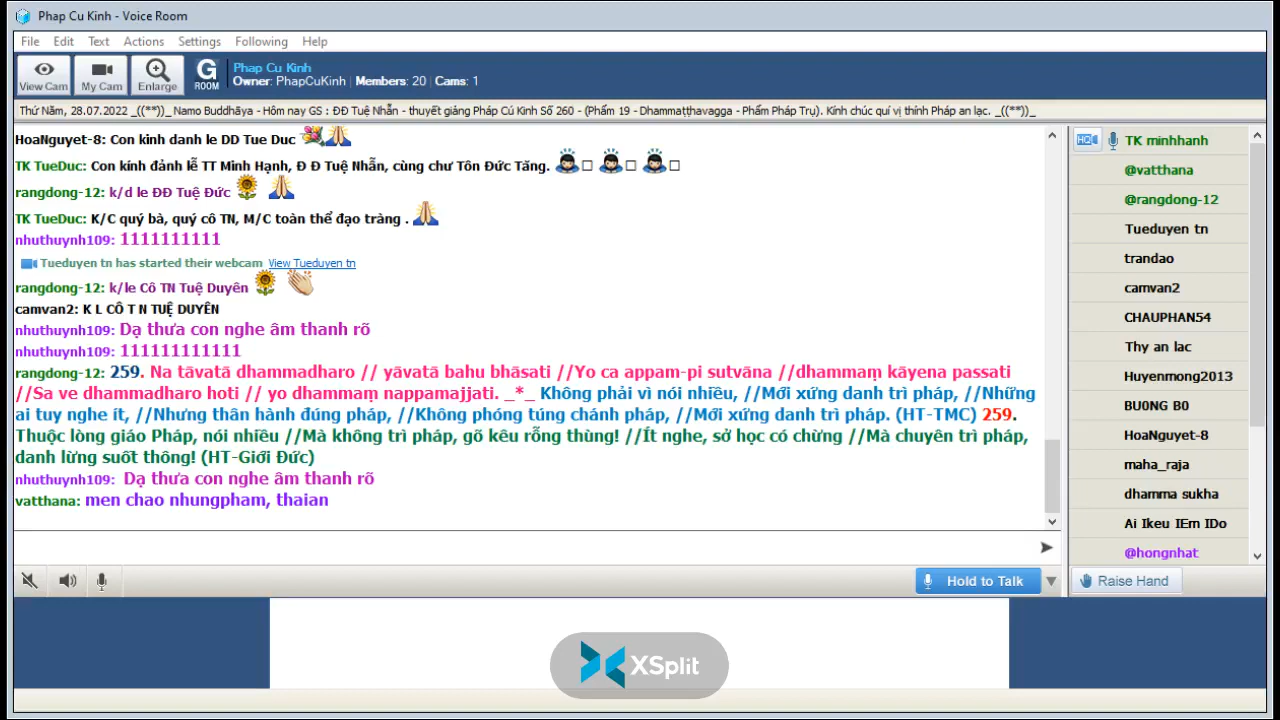 Phap Cu Kinh - Voice Room
File Edit Text Actions Settings Following Help
View Cam My Cam Enlarge G ROOM
Phap Cu Kinh
Owner: PhapCuKinh Members: 20 Cams: 1
Thứ Năm, 28.07.2022 _((**))_ Namo Buddhāya - Hôm nay GS : ĐĐ Tuệ Nhẫn - thuyết giảng Pháp Cú Kinh Số 260 - (Phẩm 19 - Dhammaṭṭhavagga - Phẩm Pháp Trụ). Kính chúc quí vị thính Pháp an lạc. _((**))_
HoaNguyet-8: Con kinh danh le DD Tue Duc
TK TueDuc: Con kính đảnh lễ TT Minh Hạnh, Đ Đ Tuệ Nhẫn, cùng chư Tôn Đức Tăng.
rangdong-12: k/d le ĐĐ Tuệ Đức
TK TueDuc: K/C quý bà, quý cô TN, M/C toàn thể đạo tràng .
nhuthuynh109: 1111111111
Tueduyen tn has started their webcam View Tueduyen tn
rangdong-12: k/le Cô TN Tuệ Duyên
camvan2: K L CÔ T N TUỆ DUYÊN
nhuthuynh109: Dạ thưa con nghe âm thanh rõ
nhuthuynh109: 111111111111
rangdong-12: 259. Na tāvatā dhammadharo // yāvatā bahu bhāsati //Yo ca appam-pi sutvāna //dhammaṃ kāyena passati
//Sa ve dhammadharo hoti // yo dhammaṃ nappamajjati. _*_ Không phải vì nói nhiều, //Mới xứng danh trì pháp, //Những
ai tuy nghe ít, //Nhưng thân hành đúng pháp, //Không phóng túng chánh pháp, //Mới xứng danh trì pháp. (HT-TMC) 259.
Thuộc lòng giáo Pháp, nói nhiều //Mà không trì pháp, gõ kêu rỗng thùng! //Ít nghe, sở học có chừng //Mà chuyên trì pháp,
danh lừng suốt thông! (HT-Giới Đức)
nhuthuynh109: Dạ thưa con nghe âm thanh rõ
vatthana: men chao nhungpham, thaian
HQ TK minhhanh
@vatthana
@rangdong-12
Tueduyen tn
trandao
camvan2
CHAUPHAN54
Thy an lac
Huyenmong2013
BU0NG B0
HoaNguyet-8
maha_raja
dhamma sukha
Ai Ikeu IEm IDo
@hongnhat
Hold to Talk
Raise Hand
XSplit